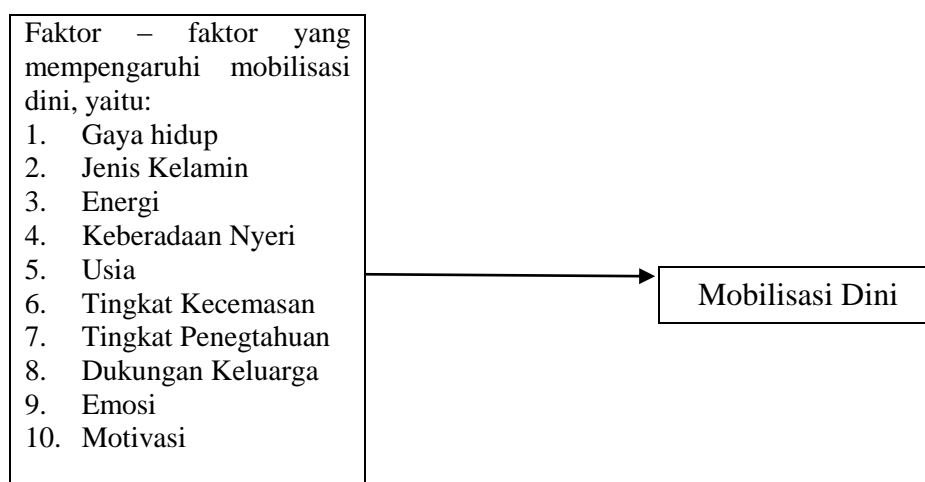 Faktor – faktor yang
mempengaruhi mobilisasi
dini, yaitu:
1. Gaya hidup
2. Jenis Kelamin
3. Energi
4. Keberadaan Nyeri
5. Usia
6. Tingkat Kecemasan
7. Tingkat Penegtahuan
8. Dukungan Keluarga
9. Emosi
10. Motivasi
Mobilisasi Dini